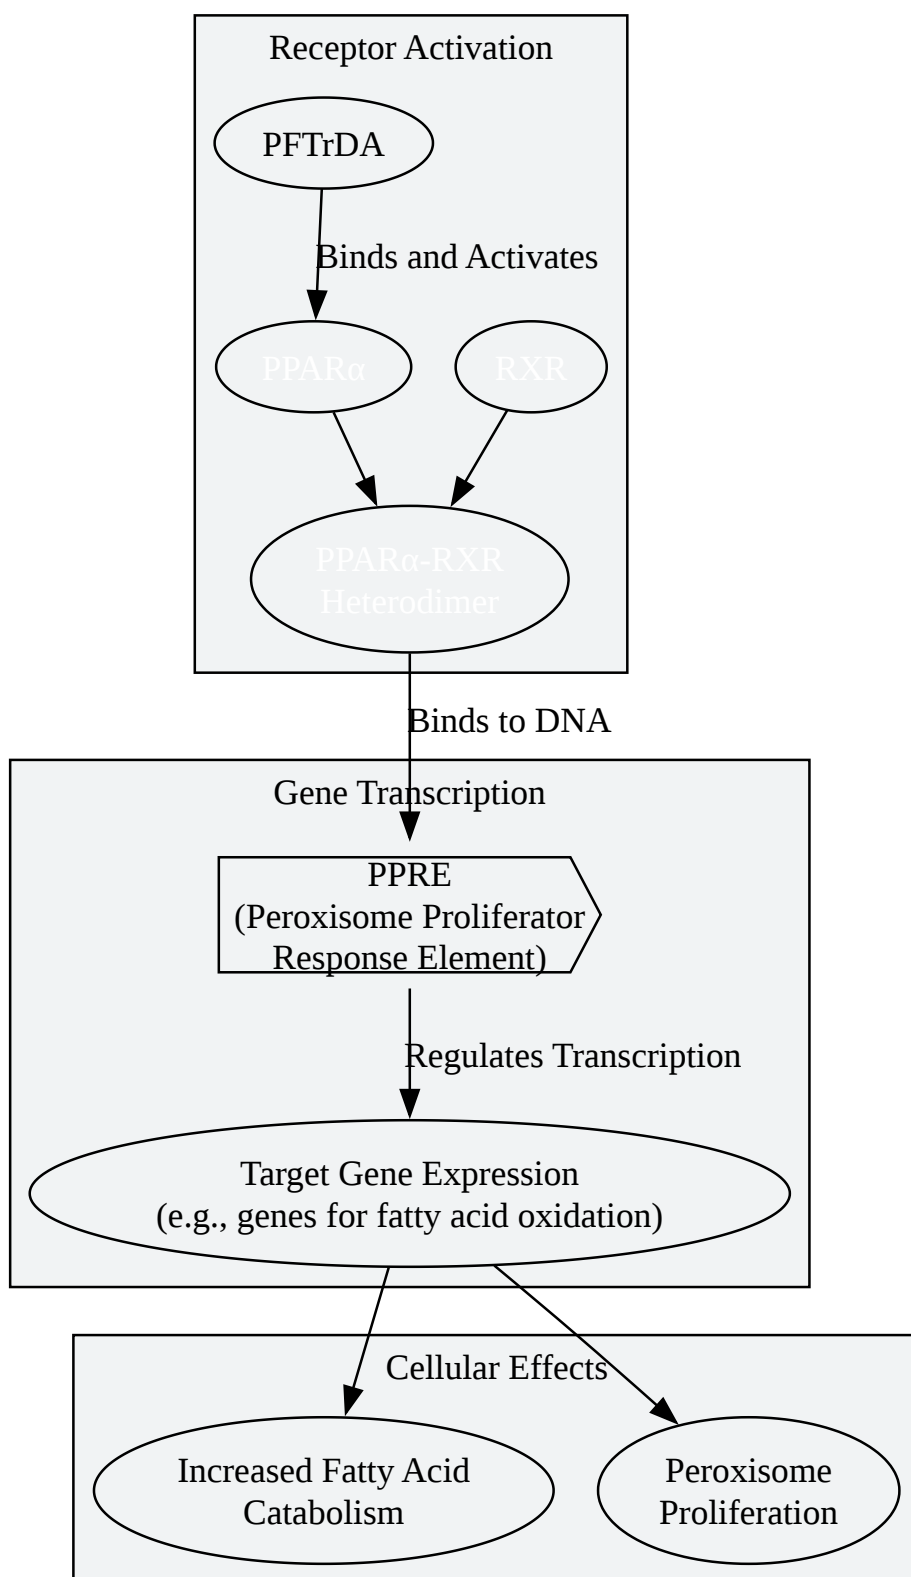 Receptor Activation
PFTrDA
Binds and Activates
PPARα
RXR
PPARα-RXR
Heterodimer
Binds to DNA
Gene Transcription
PPRE
(Peroxisome Proliferator
Response Element)
Regulates Transcription
Target Gene Expression
(e.g., genes for fatty acid oxidation)
Cellular Effects
Increased Fatty Acid
Catabolism
Peroxisome
Proliferation